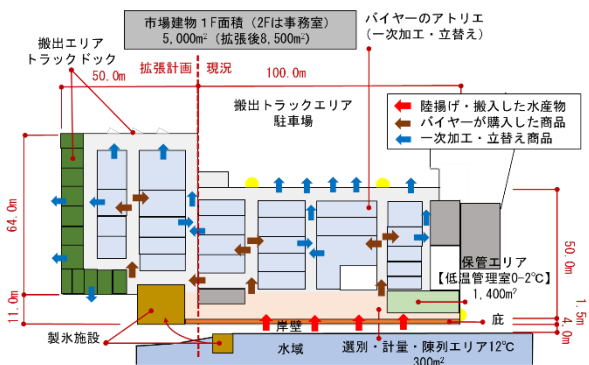 市場建物1F面積（2Fは事務室）
5,000m²（拡張後8,500m²）
バイヤーのアトリエ
（一次加工・立替え）
搬出エリア
トラックドック
50.0m
拡張計画
現況
100.0m
搬出トラックエリア
駐車場
陸揚げ・搬入した水産物
バイヤーが購入した商品
一次加工・立替え商品
64.0m
11.0m
保管エリア
【低温管理室0-2℃】
1,400m²
50.0m
1.5m
4.0m
庇
製氷施設
岸壁
水域
選別・計量・陳列エリア12℃
300m²